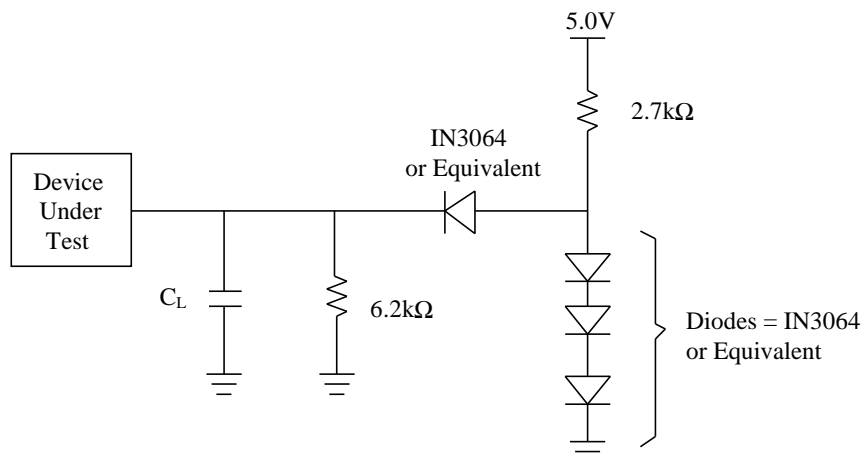 5.0V
2.7kΩ
IN3064
or Equivalent
Device
Under
Test
CL
6.2kΩ
Diodes = IN3064
or Equivalent